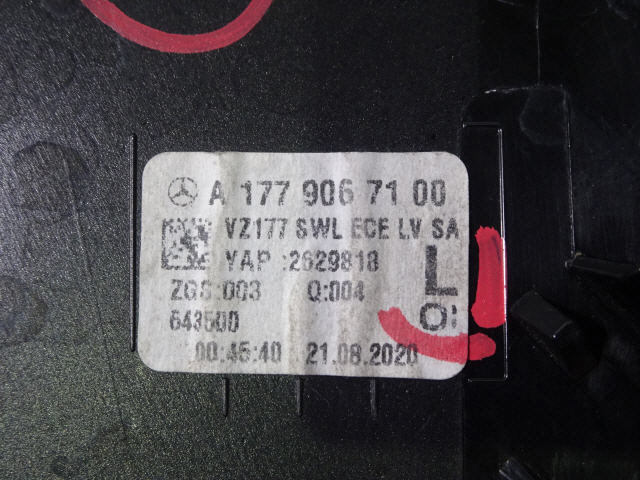 A 177 906 71 00
VZ177 SWL ECE LV SA
YAP :2629818
L
ZGS:003 Q:004
643500
00:45:40 21.08.2020